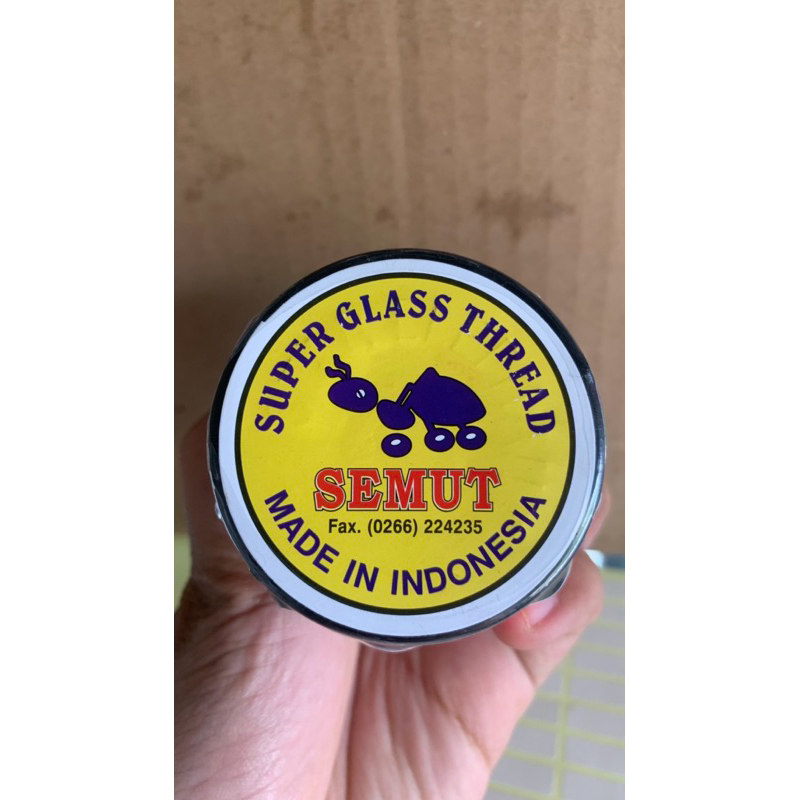 SUPER GLASS THREAD
SEMUT
Fax. (0266) 224235
MADE IN INDONESIA